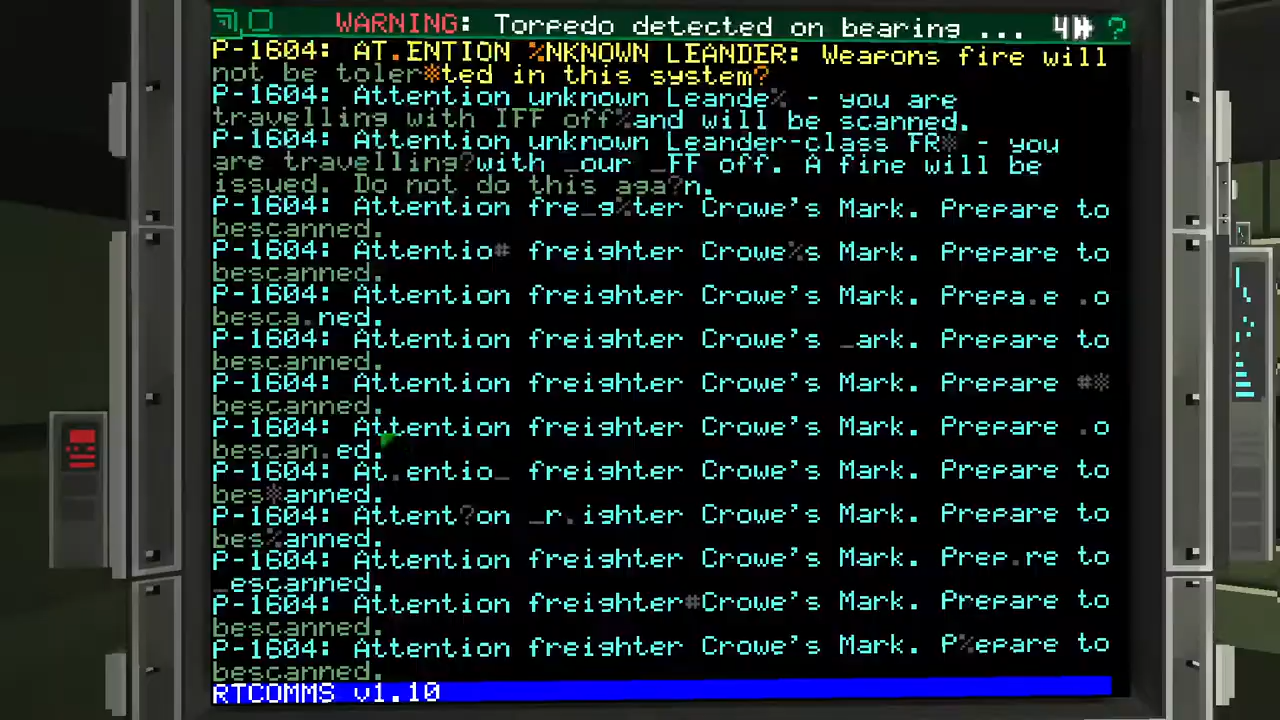 WARNING: Torpedo detected on bearing ... 4 ?
P-1604: AT.ENTION %NKNOWN LEANDER: Weapons fire will
not be toler※ted in this system?
P-1604: Attention unknown Leande% - you are
travelling with IFF off%and will be scanned.
P-1604: Attention unknown Leander-class FR※ - you
are travelling?with _our _FF off. A fine will be
issued. Do not do this aga?n.
P-1604: Attention fre_g%ter Crowe's Mark. Prepare to
bescanned.
P-1604: Attentio# freighter Crowe%s Mark. Prepare to
bescanned.
P-1604: Attention freighter Crowe's Mark. Prepa.e .o
besca.ned.
P-1604: Attention freighter Crowe's _ark. Prepare to
bescanned.
P-1604: Attention freighter Crowe's Mark. Prepare #※
bescanned.
P-1604: Attention freighter Crowe's Mark. Prepare .o
bescan.ed.
P-1604: At.entio_ freighter Crowe's Mark. Prepare to
bes※anned.
P-1604: Attent?on _r.ighter Crowe's Mark. Prepare to
bes%anned.
P-1604: Attention freighter Crowe's Mark. Prep.re to
_escanned.
P-1604: Attention freighter#Crowe's Mark. Prepare to
bescanned.
P-1604: Attention freighter Crowe's Mark. P%epare to
bescanned.
RTCOMMS v1.10